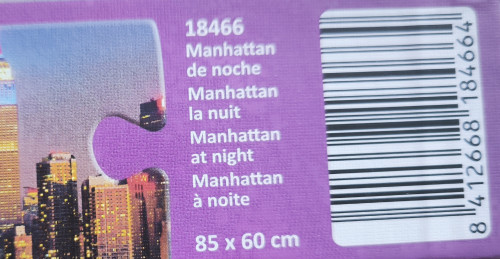 18466
Manhattan
de noche
Manhattan
la nuit
Manhattan
at night
Manhattan
à noite
85 x 60 cm
8 412668 184664